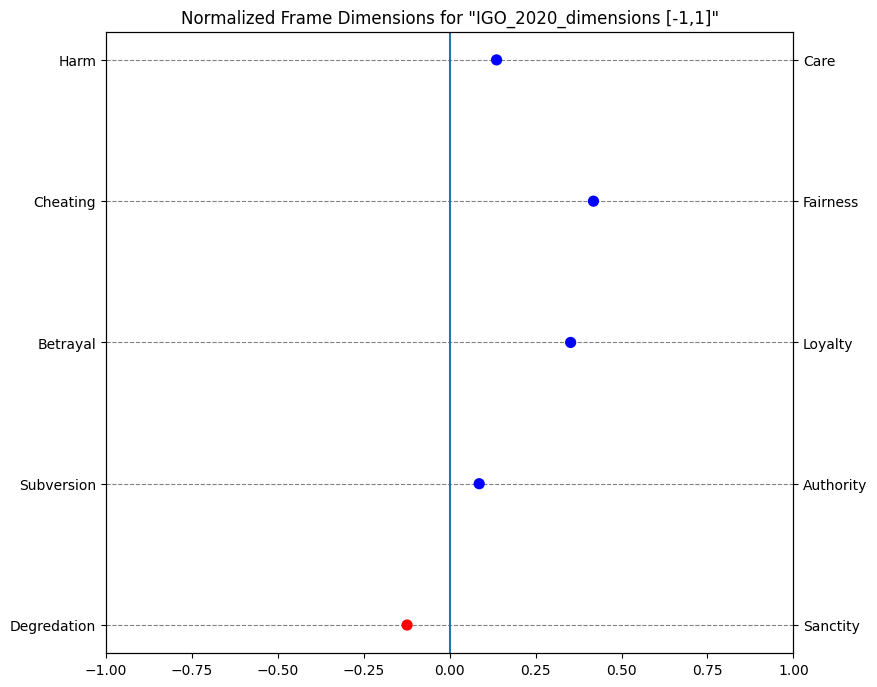 Normalized Frame Dimensions for "IGO_2020_dimensions [-1,1]"
Harm Care
Cheating Fairness
Betrayal Loyalty
Subversion Authority
Degredation Sanctity
−1.00 −0.75 −0.50 −0.25 0.00 0.25 0.50 0.75 1.00